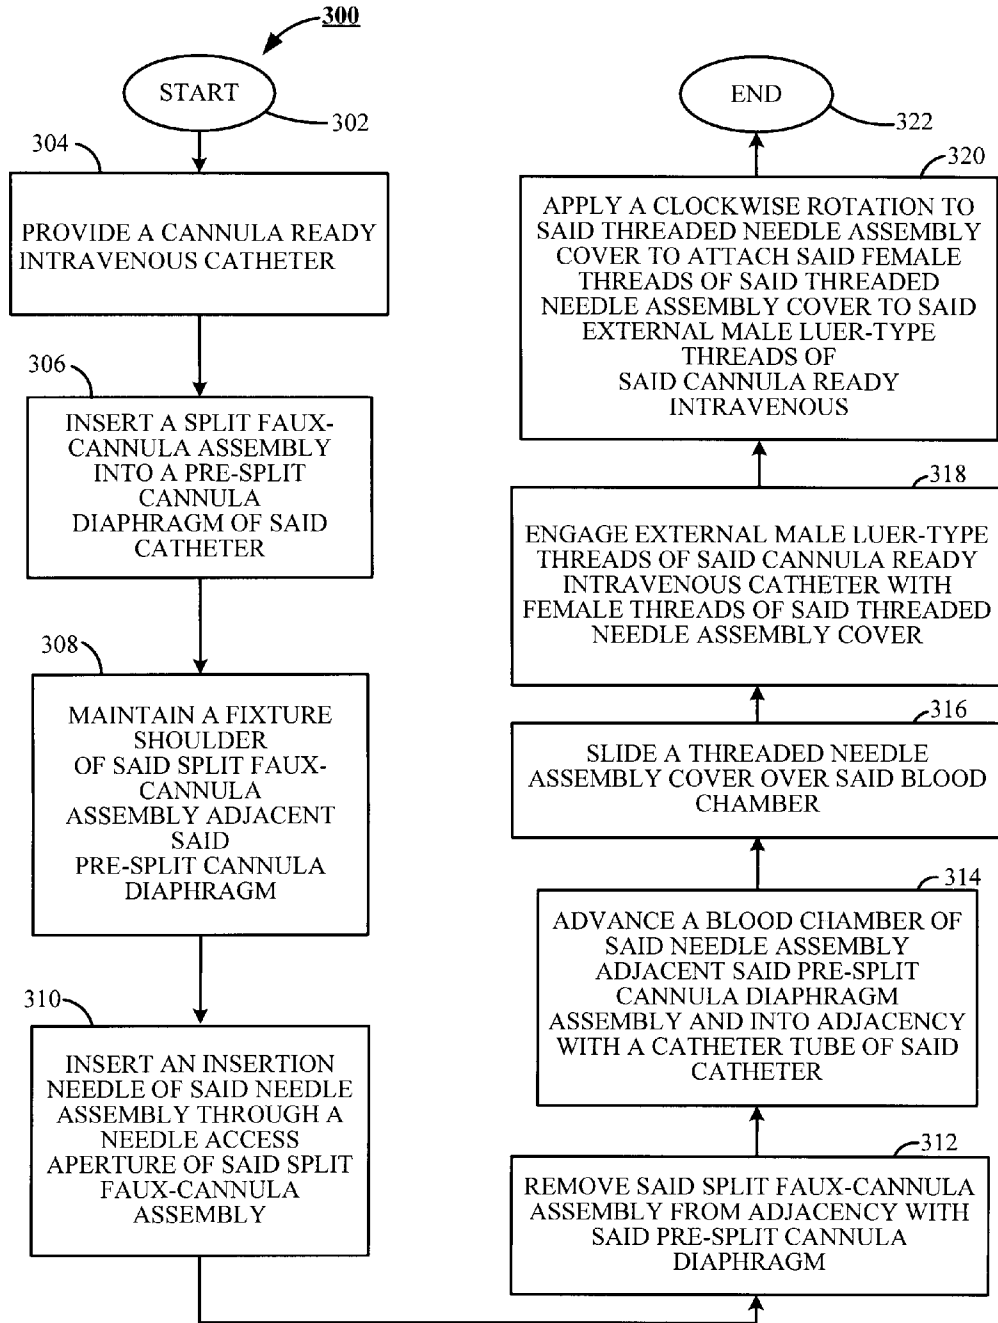 300
START
302
304
PROVIDE A CANNULA READY
INTRAVENOUS CATHETER
306
INSERT A SPLIT FAUX-
CANNULA ASSEMBLY
INTO A PRE-SPLIT
CANNULA
DIAPHRAGM OF SAID
CATHETER
308
MAINTAIN A FIXTURE
SHOULDER
OF SAID SPLIT FAUX-
CANNULA
ASSEMBLY ADJACENT
SAID
PRE-SPLIT CANNULA
DIAPHRAGM
310
INSERT AN INSERTION
NEEDLE OF SAID NEEDLE
ASSEMBLY THROUGH A
NEEDLE ACCESS
APERTURE OF SAID SPLIT
FAUX-CANNULA
ASSEMBLY
312
REMOVE SAID SPLIT FAUX-CANNULA
ASSEMBLY FROM ADJACENCY WITH
SAID PRE-SPLIT CANNULA
DIAPHRAGM
314
ADVANCE A BLOOD CHAMBER OF
SAID NEEDLE ASSEMBLY
ADJACENT SAID PRE-SPLIT
CANNULA DIAPHRAGM
ASSEMBLY AND INTO ADJACENCY
WITH A CATHETER TUBE OF SAID
CATHETER
316
SLIDE A THREADED NEEDLE
ASSEMBLY COVER OVER SAID BLOOD
CHAMBER
318
ENGAGE EXTERNAL MALE LUER-TYPE
THREADS OF SAID CANNULA READY
INTRAVENOUS CATHETER WITH
FEMALE THREADS OF SAID THREADED
NEEDLE ASSEMBLY COVER
320
APPLY A CLOCKWISE ROTATION TO
SAID THREADED NEEDLE ASSEMBLY
COVER TO ATTACH SAID FEMALE
THREADS OF SAID THREADED
NEEDLE ASSEMBLY COVER TO SAID
EXTERNAL MALE LUER-TYPE
THREADS OF
SAID CANNULA READY
INTRAVENOUS
END
322